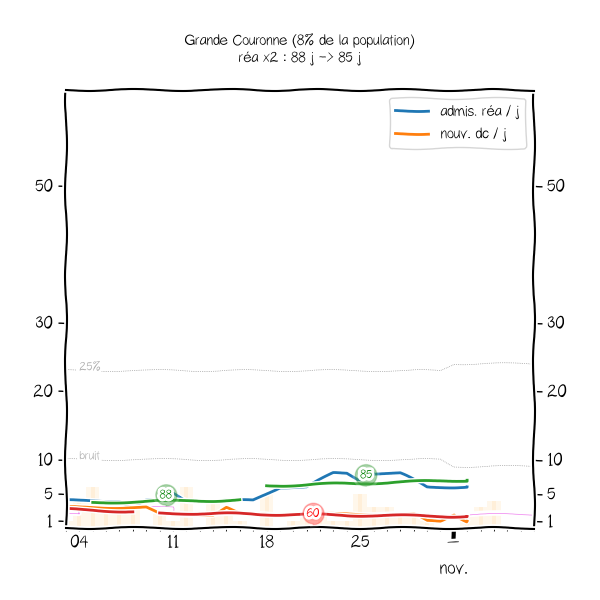 Grande Couronne (8% de la population)
réa x2 : 88 j -> 85 j
admis. réa / j
nouv. dc / j
50 50
30 30
25%
20 20
bruit
10 10
85
88
5 5
60
1 1
04 11 18 25 1
nov.